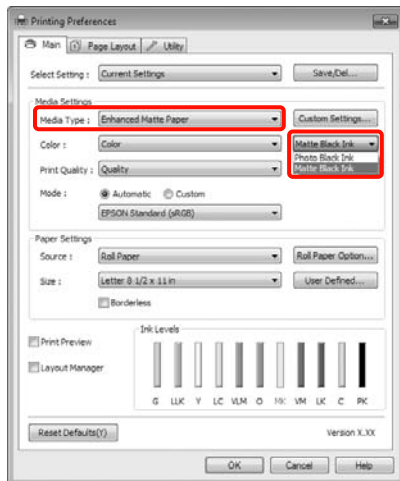 Printing Preferences
Main Page Layout Utility
Select Setting : Current Settings Save/Del...
Media Settings
Media Type : Enhanced Matte Paper Custom Settings...
Color : Color Matte Black Ink
Photo Black Ink
Print Quality : Quality Matte Black Ink
Mode : Automatic Custom
EPSON Standard (sRGB)
Paper Settings
Source : Roll Paper Roll Paper Option...
Size : Letter 8 1/2 x 11 in User Defined...
Borderless
Ink Levels
Print Preview
Layout Manager
G LLK Y LC VLM O MK VM LK C PK
Reset Defaults(Y) Version X.XX
OK Cancel Help